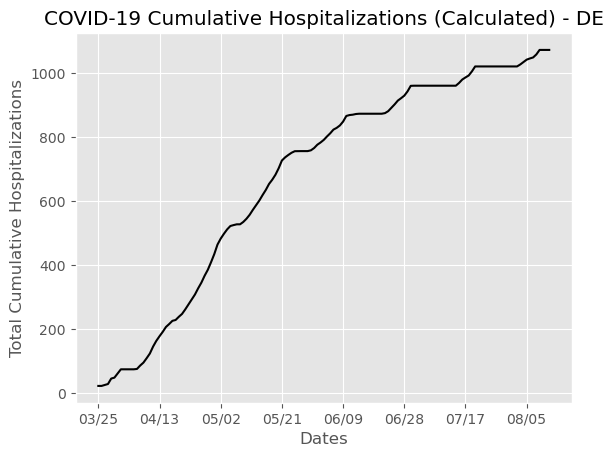 COVID-19 Cumulative Hospitalizations (Calculated) - DE
Total Cumulative Hospitalizations
1000
800
600
400
200
0
03/25 04/13 05/02 05/21 06/09 06/28 07/17 08/05
Dates